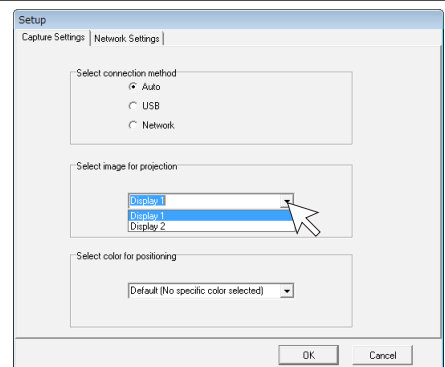 Setup
Capture Settings Network Settings
Select connection method
Auto
USB
Network
Select image for projection
Display 1
Display 1
Display 2
Select color for positioning
Default (No specific color selected)
OK Cancel